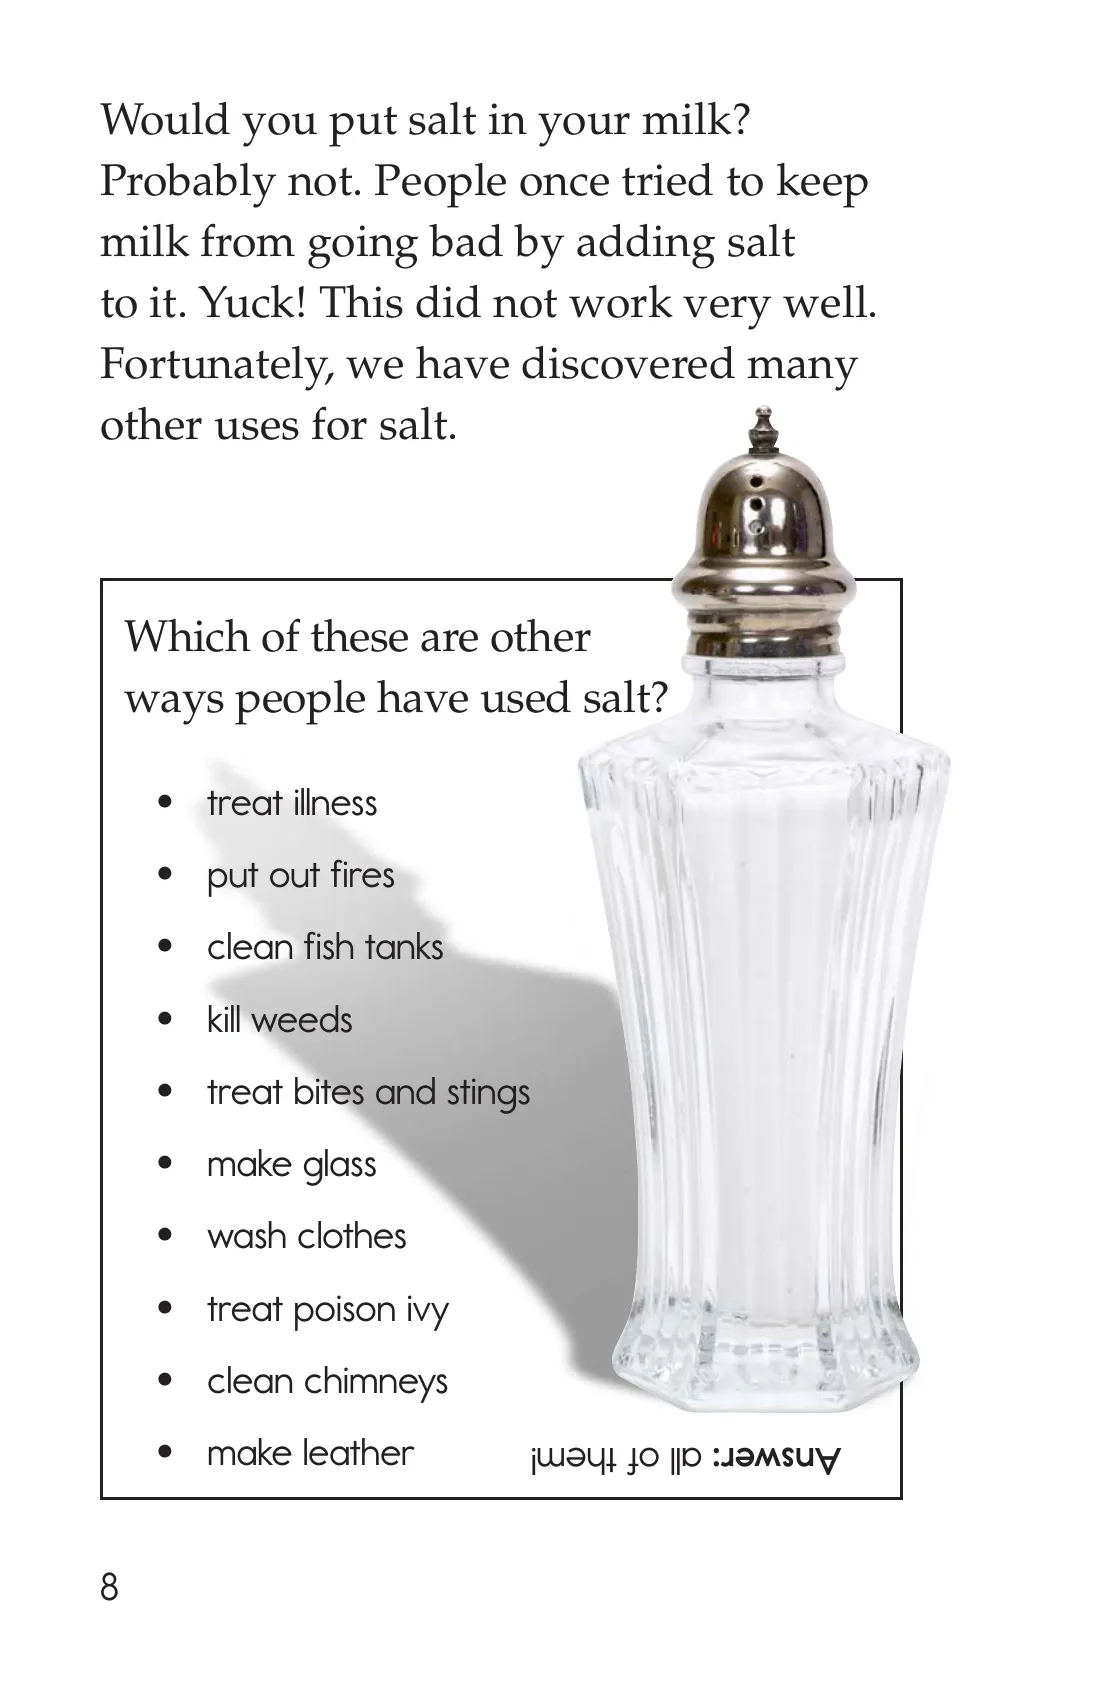 Would you put salt in your milk?
Probably not. People once tried to keep
milk from going bad by adding salt
to it. Yuck! This did not work very well.
Fortunately, we have discovered many
other uses for salt.
Which of these are other
ways people have used salt?
• treat illness
• put out fires
• clean fish tanks
• kill weeds
• treat bites and stings
• make glass
• wash clothes
• treat poison ivy
• clean chimneys
• make leather
Answer: all of them!
8